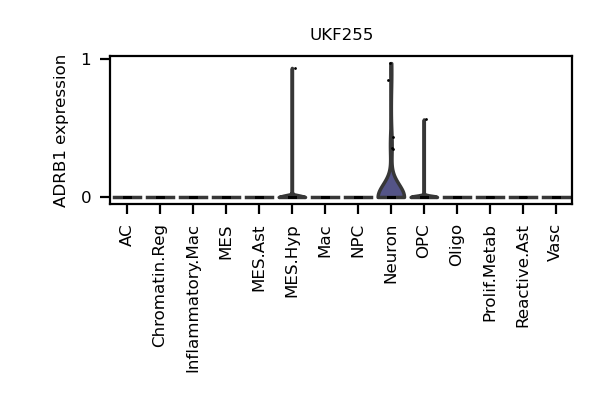 UKF255
ADRB1 expression
1
0
AC
Chromatin.Reg
Inflammatory.Mac
MES
MES.Ast
MES.Hyp
Mac
NPC
Neuron
OPC
Oligo
Prolif.Metab
Reactive.Ast
Vasc